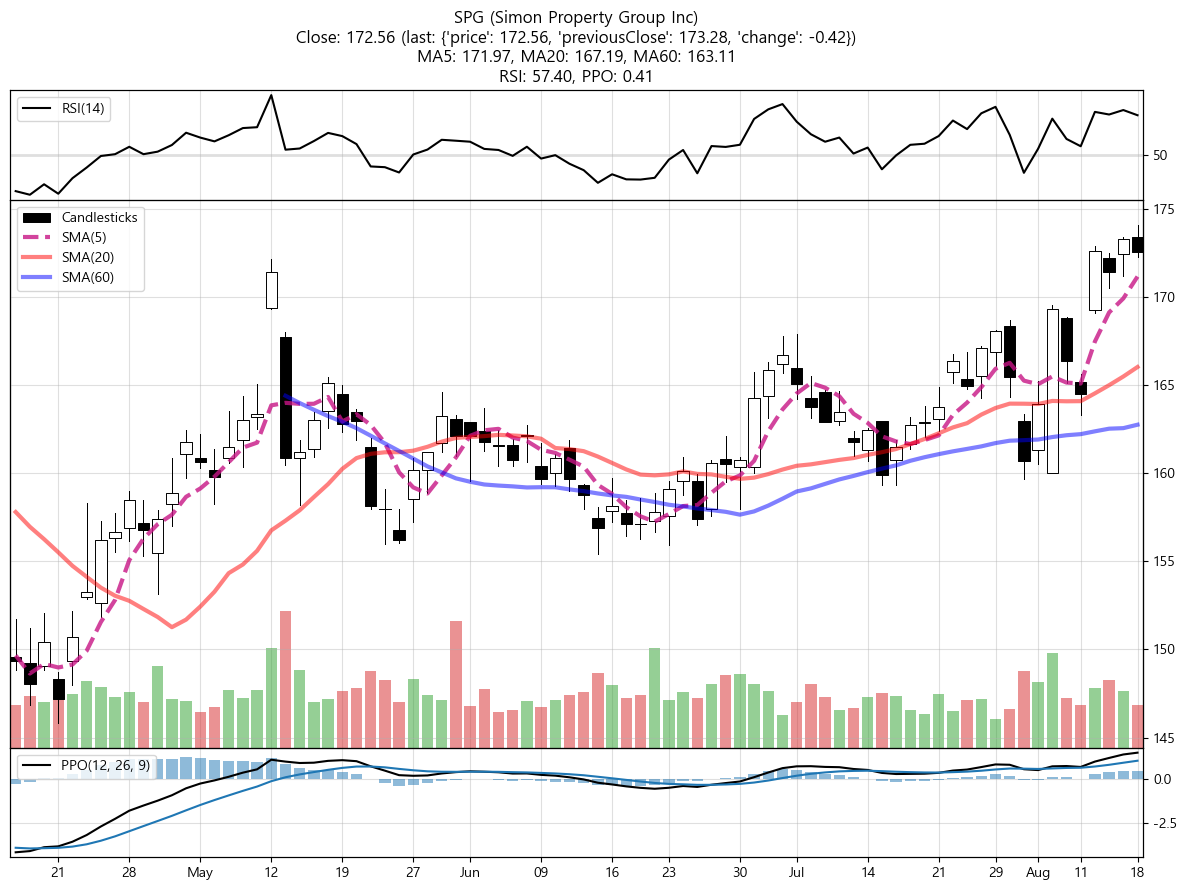 SPG (Simon Property Group Inc)
Close: 172.56 (last: {'price': 172.56, 'previousClose': 173.28, 'change': -0.42})
MA5: 171.97, MA20: 167.19, MA60: 163.11
RSI: 57.40, PPO: 0.41
RSI(14)
50
Candlesticks
SMA(5)
SMA(20)
SMA(60)
175
170
165
160
155
150
145
PPO(12, 26, 9)
0.0
-2.5
21 28 May 12 19 27 Jun 09 16 23 30 Jul 14 21 29 Aug 11 18